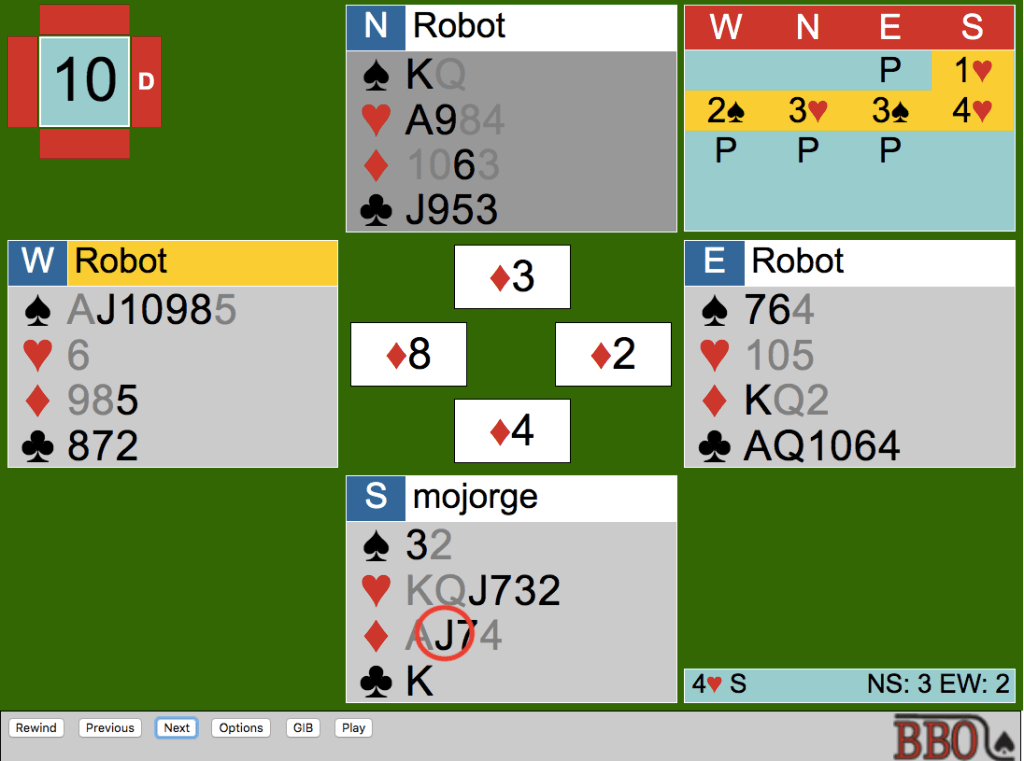 10 D
N Robot
♠ KQ
♥ A984
♦ 1063
♣ J953
W N E S
P 1♥
2♠ 3♥ 3♠ 4♥
P P P
W Robot
♠ AJ10985
♥ 6
♦ 985
♣ 872
♦3
♦8
♦2
♦4
E Robot
♠ 764
♥ 105
♦ KQ2
♣ AQ1064
S mojorge
♠ 32
♥ KQJ732
♦ AJ74
♣ K
4♥ S NS: 3 EW: 2
Rewind Previous Next Options GIB Play
BBO